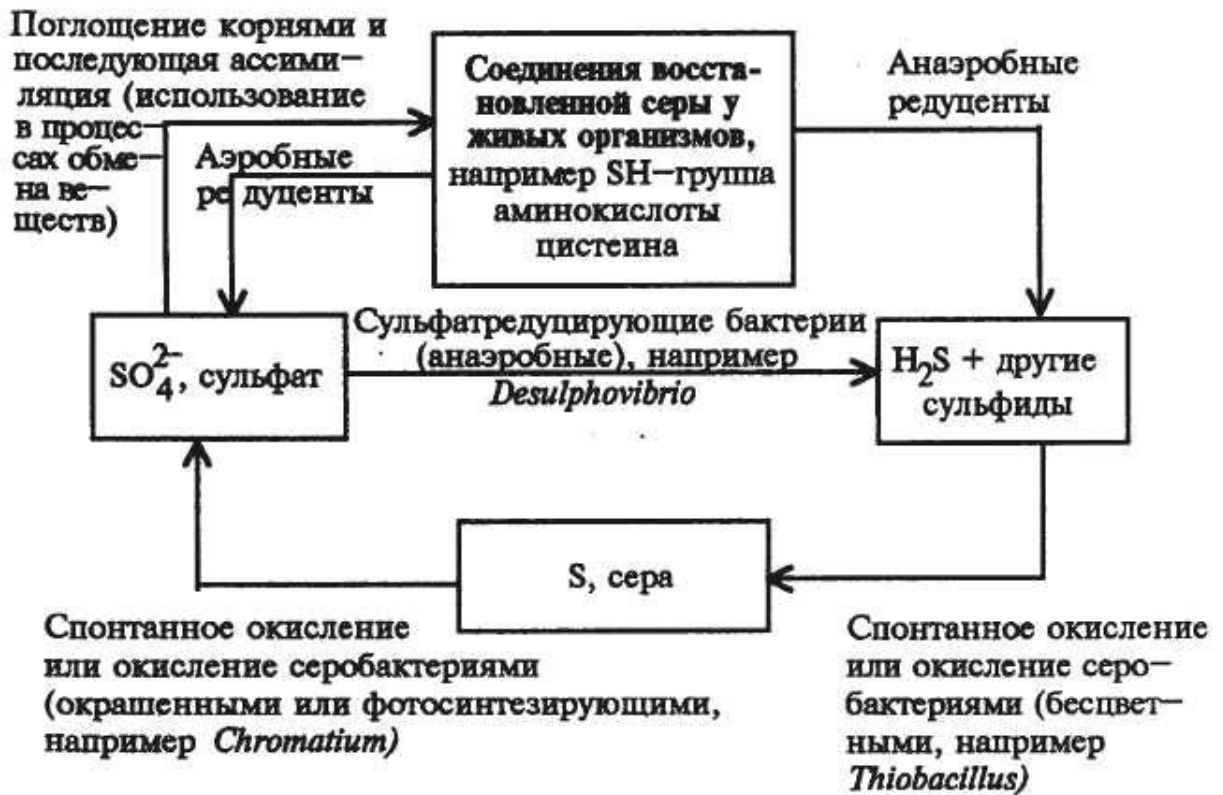 Поглощение корнями и
последующая ассими–
ляция (использование
в процес–
сах обме–
на ве–
ществ)
Соединения восста-
новленной серы у
живых организмов,
например SH–группа
аминокислоты
цистеина
Анаэробные
редуценты
Аэробные
редуценты
SO₄²⁻, сульфат
Сульфатредуцирующие бактерии
(анаэробные), например
Desulphovibrio
H₂S + другие
сульфиды
S, сера
Спонтанное окисление
или окисление серобактериями
(окрашенными или фотосинтезирующими,
например Chromatium)
Спонтанное окисление
или окисление серо–
бактериями (бесцвет–
ными, например
Thiobacillus)